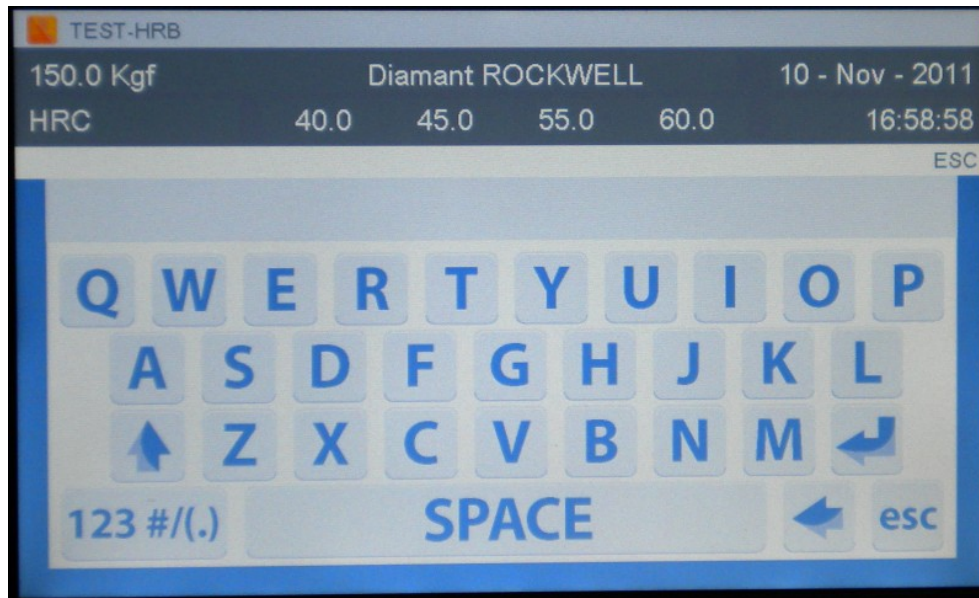 TEST-HRB
150.0 Kgf Diamant ROCKWELL 10 - Nov - 2011
HRC 40.0 45.0 55.0 60.0 16:58:58
ESC
Q W E R T Y U I O P
A S D F G H J K L
Z X C V B N M
123 #/(.) SPACE esc